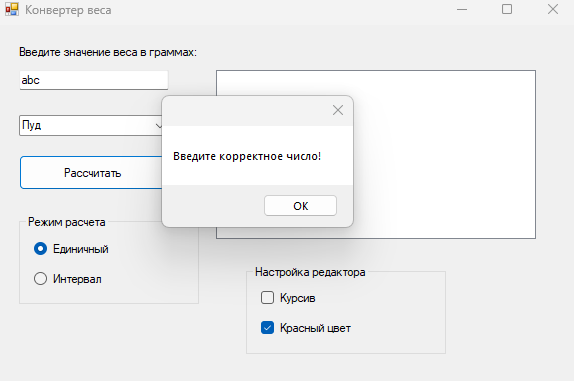 Конвертер веса
Введите значение веса в граммах:
abc
Пуд
Введите корректное число!
Рассчитать
OK
Режим расчета
Единичный
Интервал
Настройка редактора
Курсив
Красный цвет